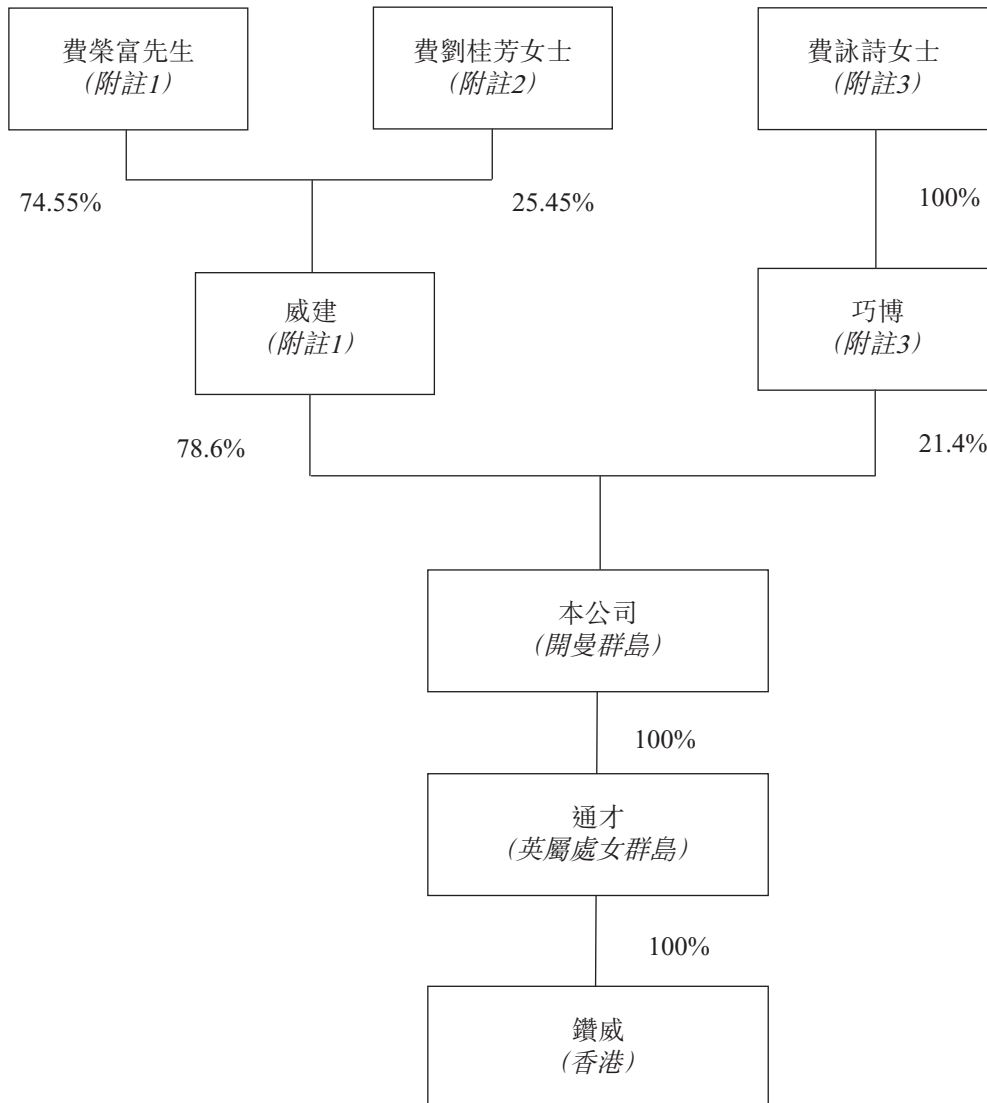 費榮富先生
(附註1)
費劉桂芳女士
(附註2)
費詠詩女士
(附註3)
74.55%
25.45%
100%
威建
(附註1)
巧博
(附註3)
78.6%
21.4%
本公司
(開曼群島)
100%
通才
(英屬處女群島)
100%
鑽威
(香港)